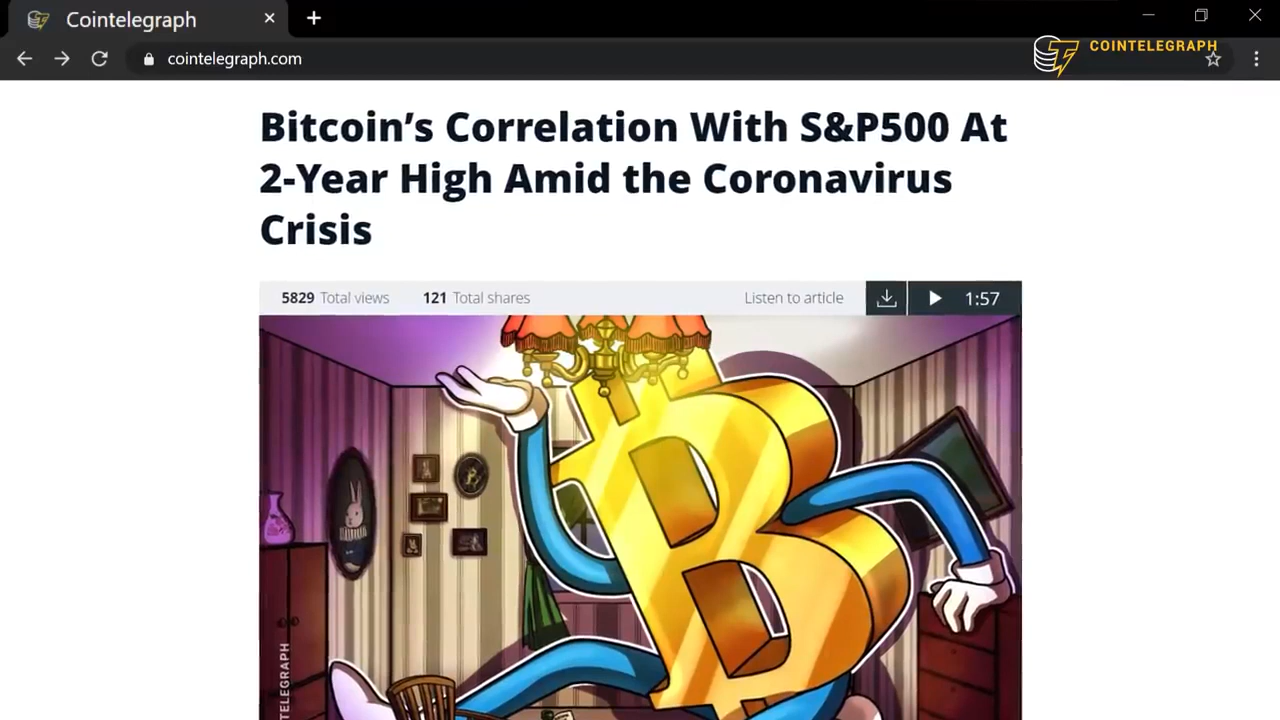 Cointelegraph
cointelegraph.com
COINTELEGRAPH
Bitcoin’s Correlation With S&P500 At
2-Year High Amid the Coronavirus
Crisis
5829 Total views 121 Total shares Listen to article 1:57
TELEGRAPH